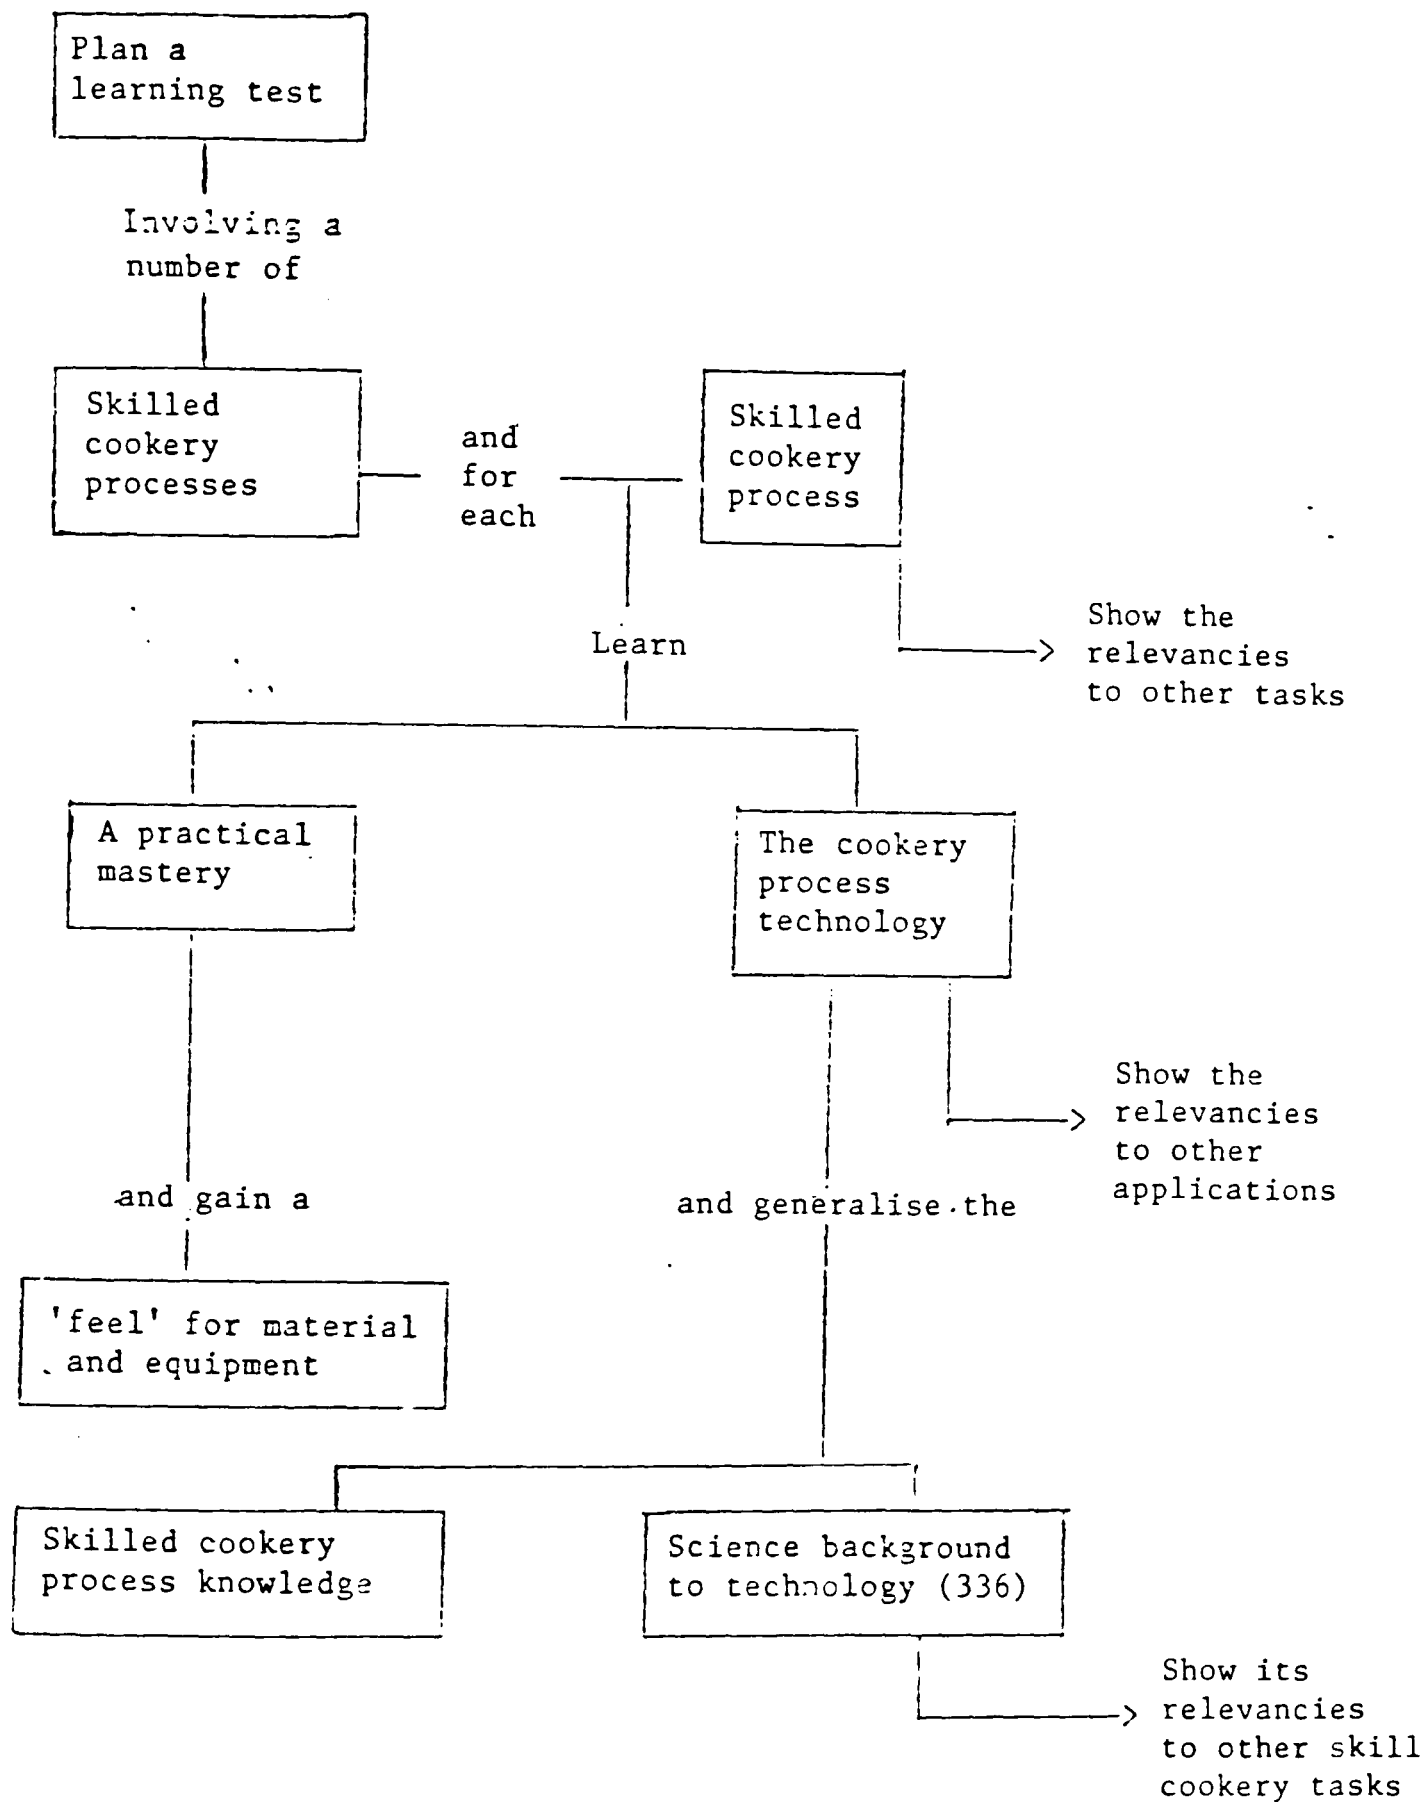 Plan a
learning test
Involving a
number of
Skilled
cookery
processes
and
for
each
Skilled
cookery
process
Learn
Show the
relevancies
to other tasks
A practical
mastery
The cookery
process
technology
Show the
relevancies
to other
applications
and gain a
and generalise the
'feel' for material
and equipment
Skilled cookery
process knowledge
Science background
to technology (336)
Show its
relevancies
to other skill
cookery tasks